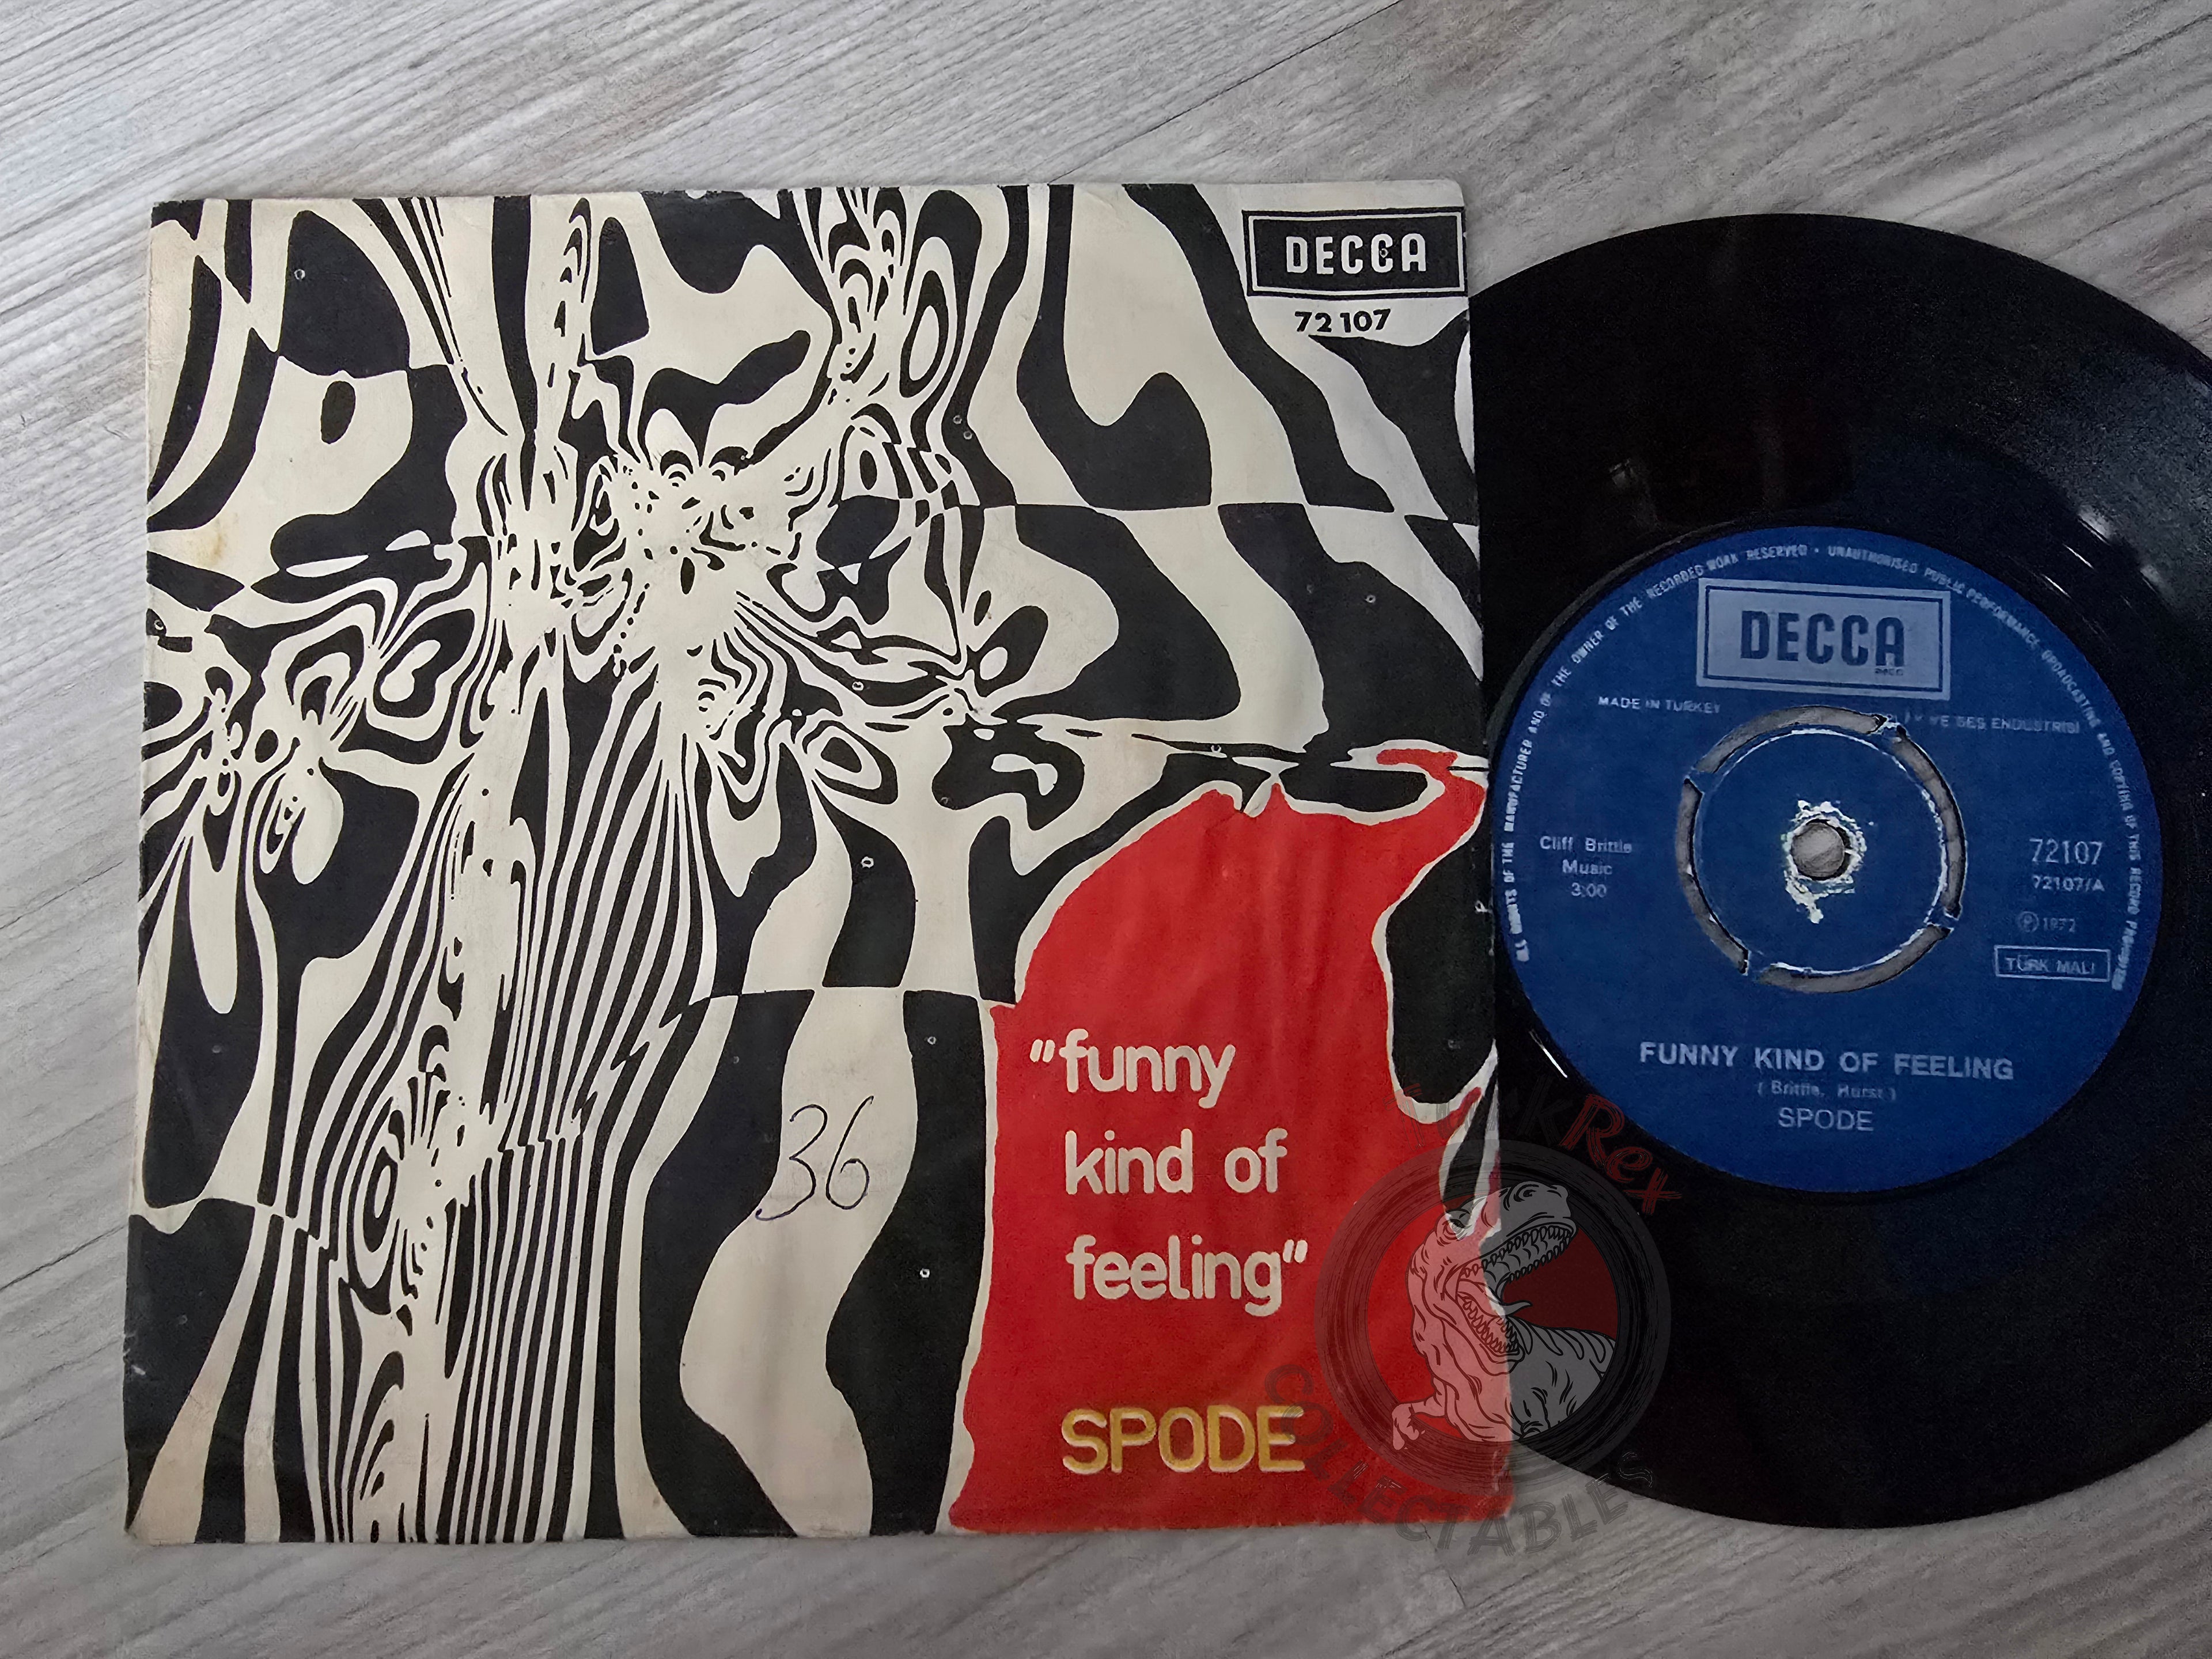 DECCA
72 107
"funny
kind of
feeling"
SPODE
36
ALL RIGHTS OF THE MANUFACTURER AND OF THE OWNER OF THE RECORDED WORK RESERVED • UNAUTHORISED PUBLIC PERFORMANCE BROADCASTING AND COPYING OF THIS RECORD
DECCA
MADE IN TURKEY
VE SES ENDUSTRISI
Cliff Brittle
Music
3:00
72107
72107/A
Ⓟ 1972
TÜRK MALI
FUNNY KIND OF FEELING
( Brittle, Hurst )
SPODE
Rex
COLLECTABLES